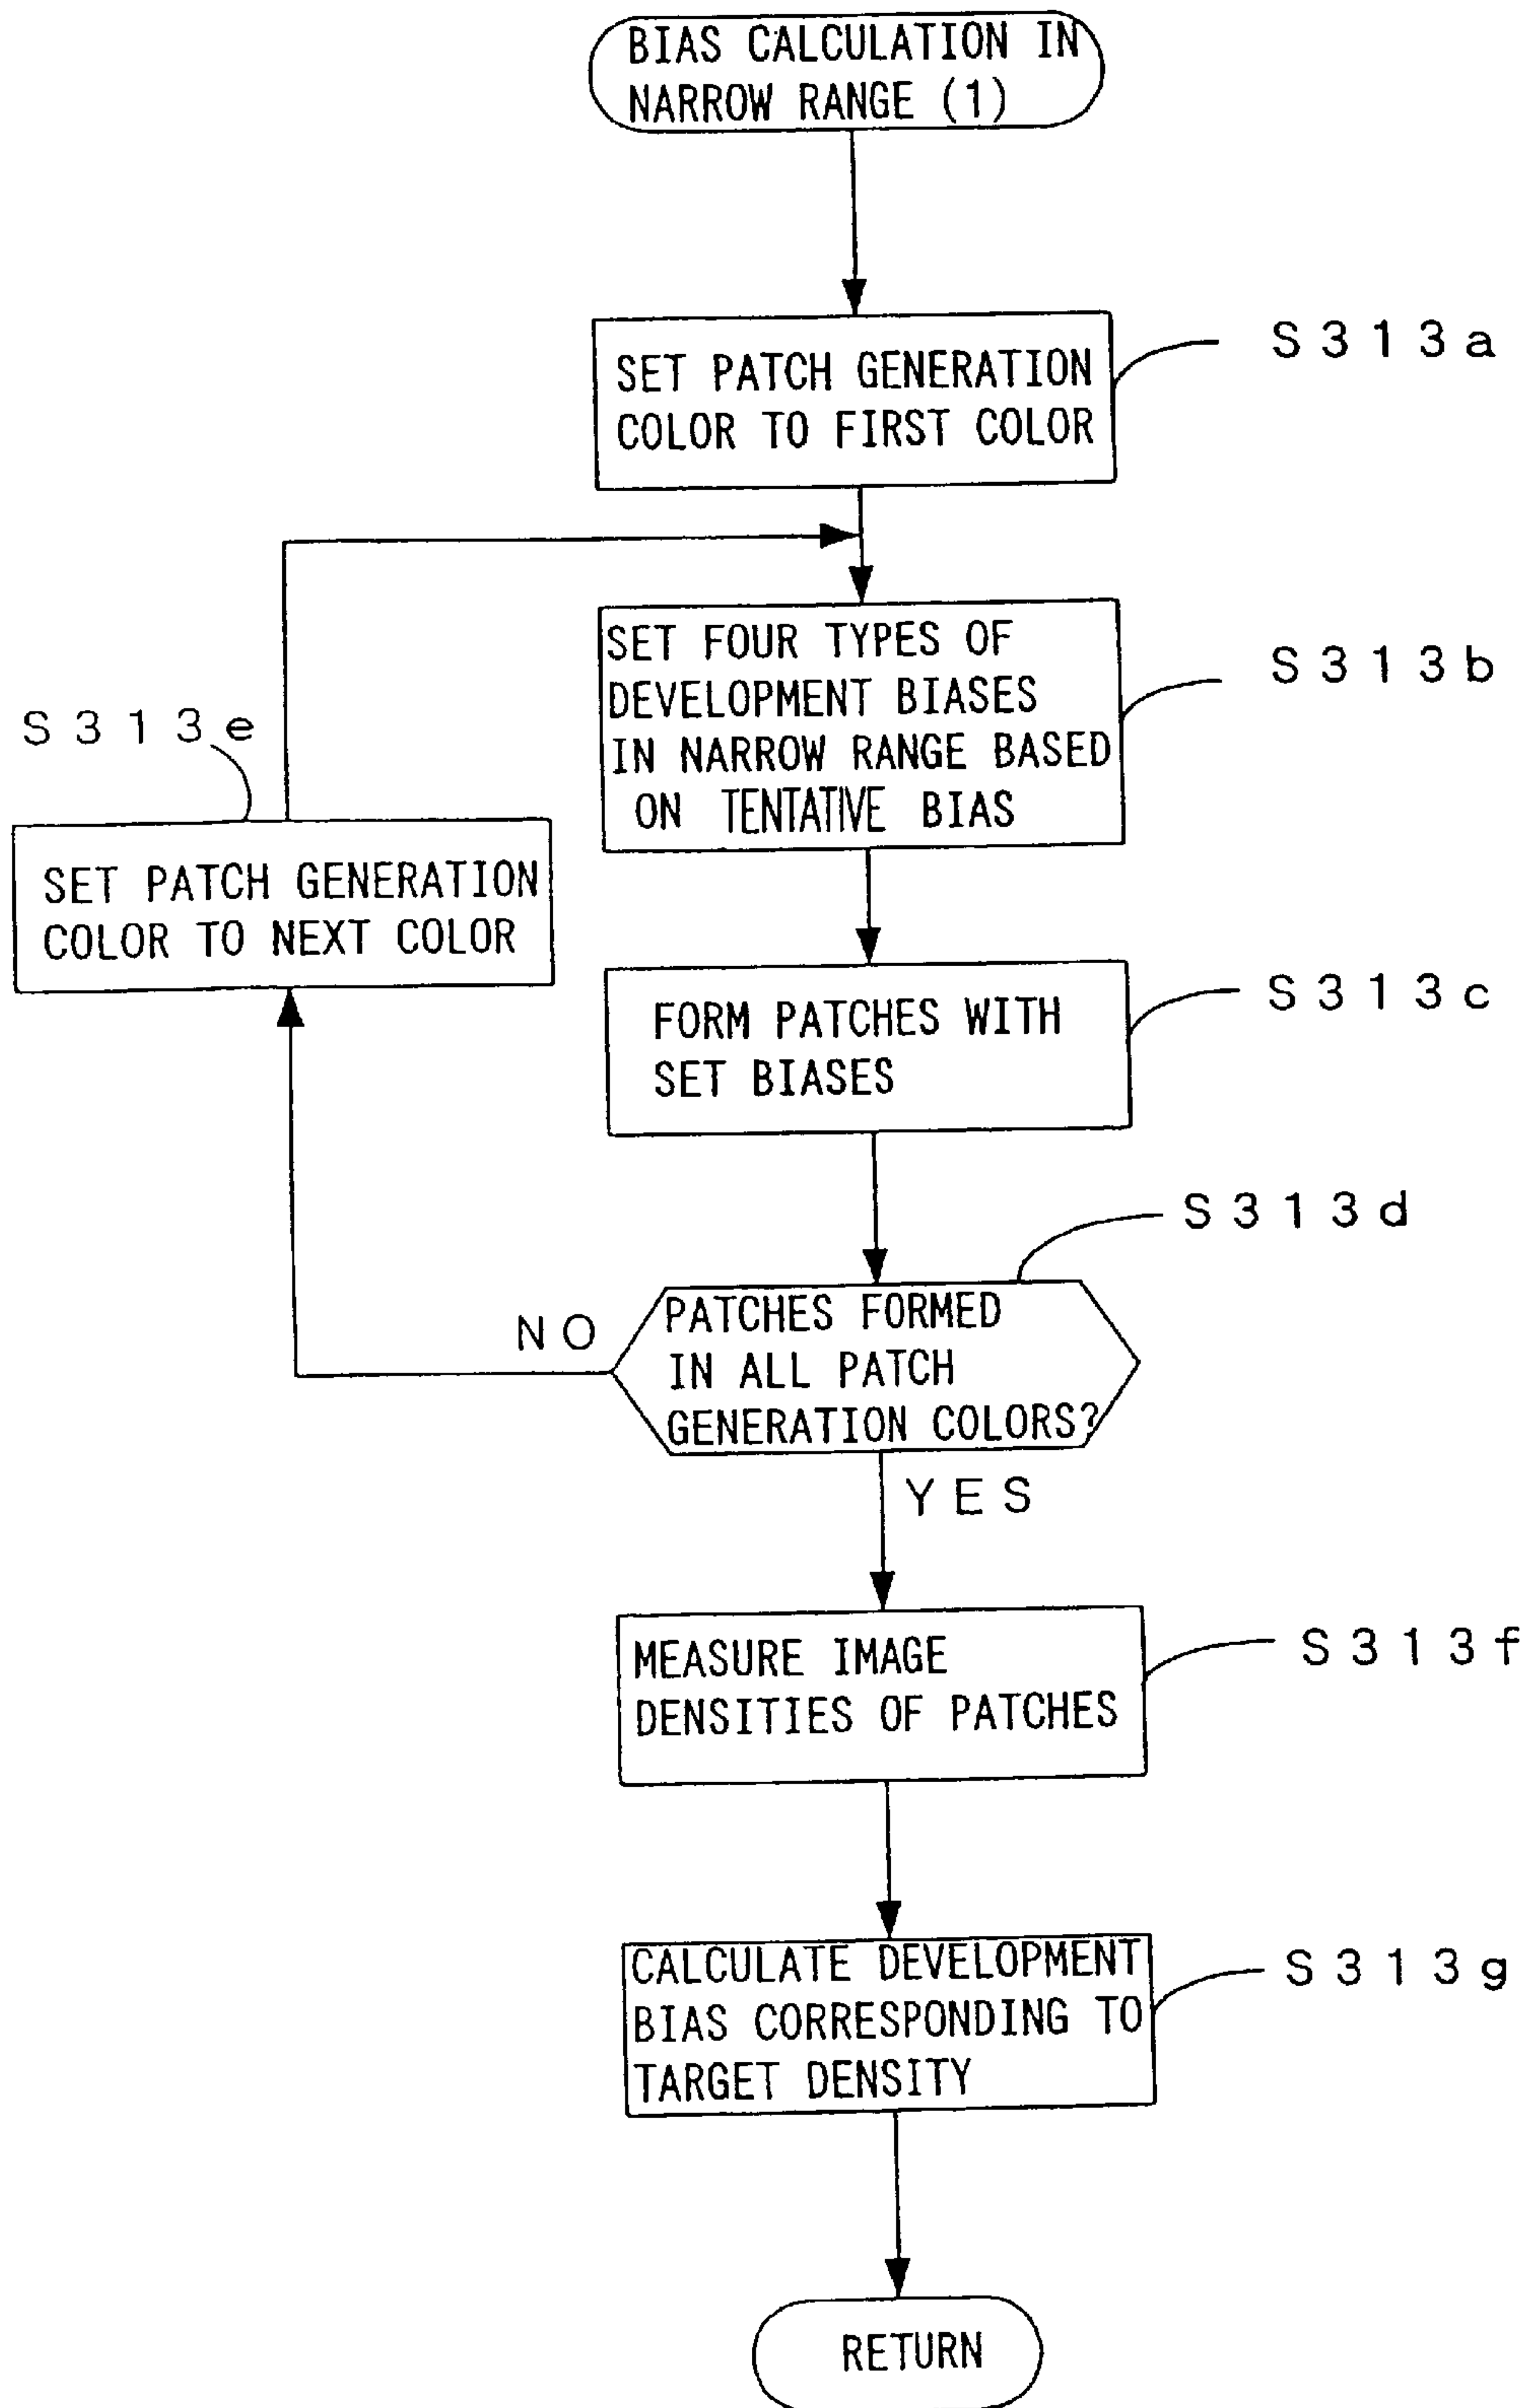 BIAS CALCULATION IN
NARROW RANGE (1)
SET PATCH GENERATION
COLOR TO FIRST COLOR
S313a
SET FOUR TYPES OF
DEVELOPMENT BIASES
IN NARROW RANGE BASED
ON TENTATIVE BIAS
S313b
S313e
SET PATCH GENERATION
COLOR TO NEXT COLOR
FORM PATCHES WITH
SET BIASES
S313c
S313d
NO
PATCHES FORMED
IN ALL PATCH
GENERATION COLORS?
YES
MEASURE IMAGE
DENSITIES OF PATCHES
S313f
CALCULATE DEVELOPMENT
BIAS CORRESPONDING TO
TARGET DENSITY
S313g
RETURN